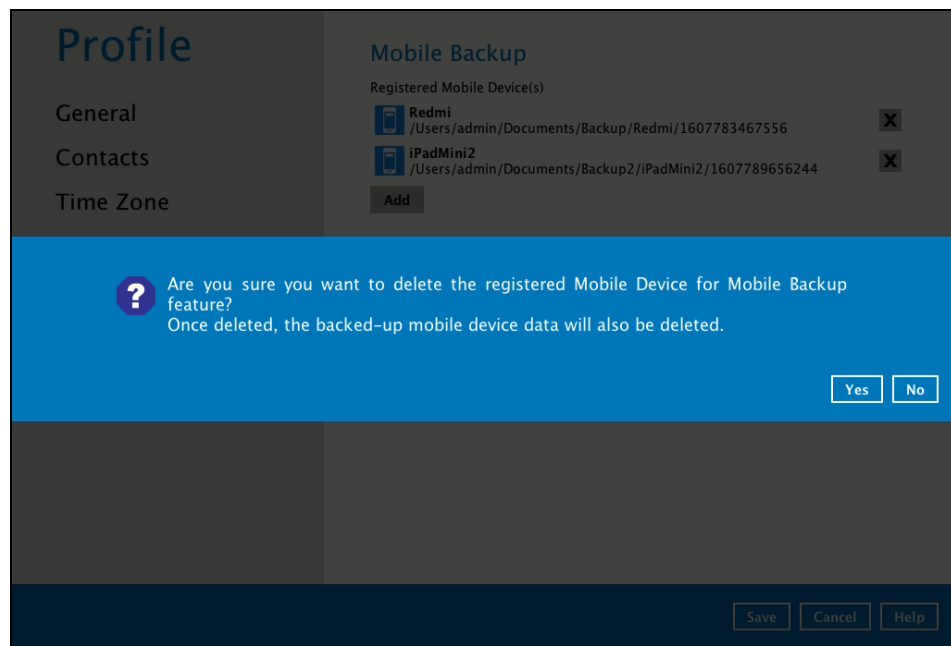 Profile
General
Contacts
Time Zone
Mobile Backup
Registered Mobile Device(s)
Redmi
/Users/admin/Documents/Backup/Redmi/1607783467556
X
iPadMini2
/Users/admin/Documents/Backup2/iPadMini2/1607789656244
X
Add
?
Are you sure you want to delete the registered Mobile Device for Mobile Backup
feature?
Once deleted, the backed-up mobile device data will also be deleted.
Yes No
Save Cancel Help